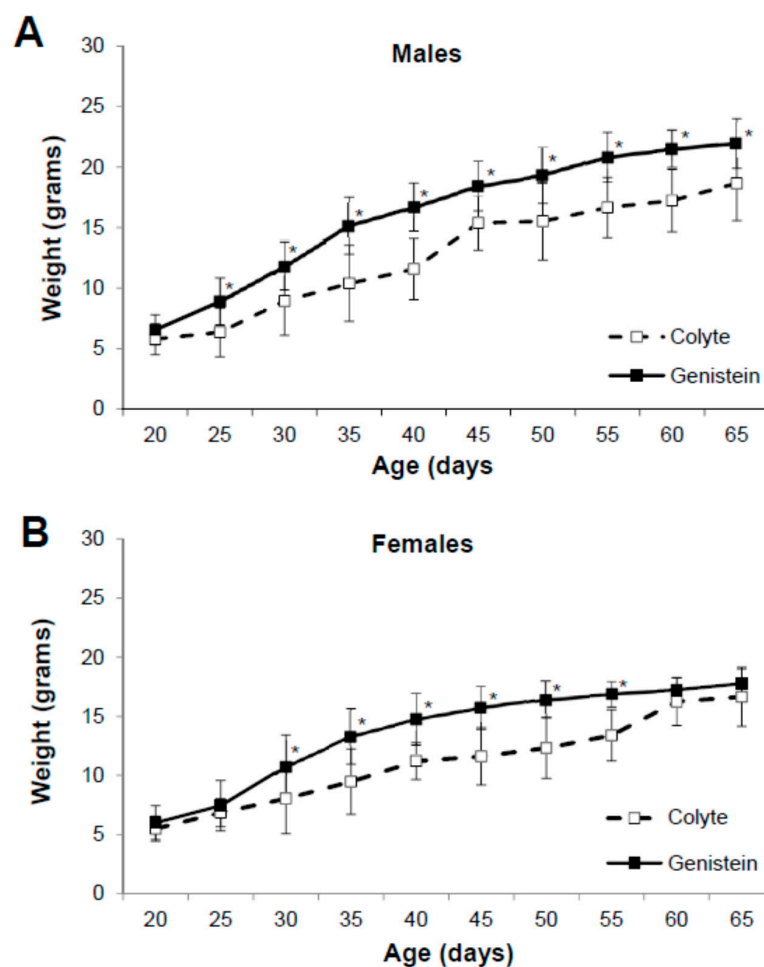 A
Males
30
25
20
15
10
5
0
Weight (grams)
* * * * * * * * *
Colyte
Genistein
20 25 30 35 40 45 50 55 60 65
Age (days
B
Females
30
25
20
15
10
5
0
Weight (grams)
* * * * * *
Colyte
Genistein
20 25 30 35 40 45 50 55 60 65
Age (days)